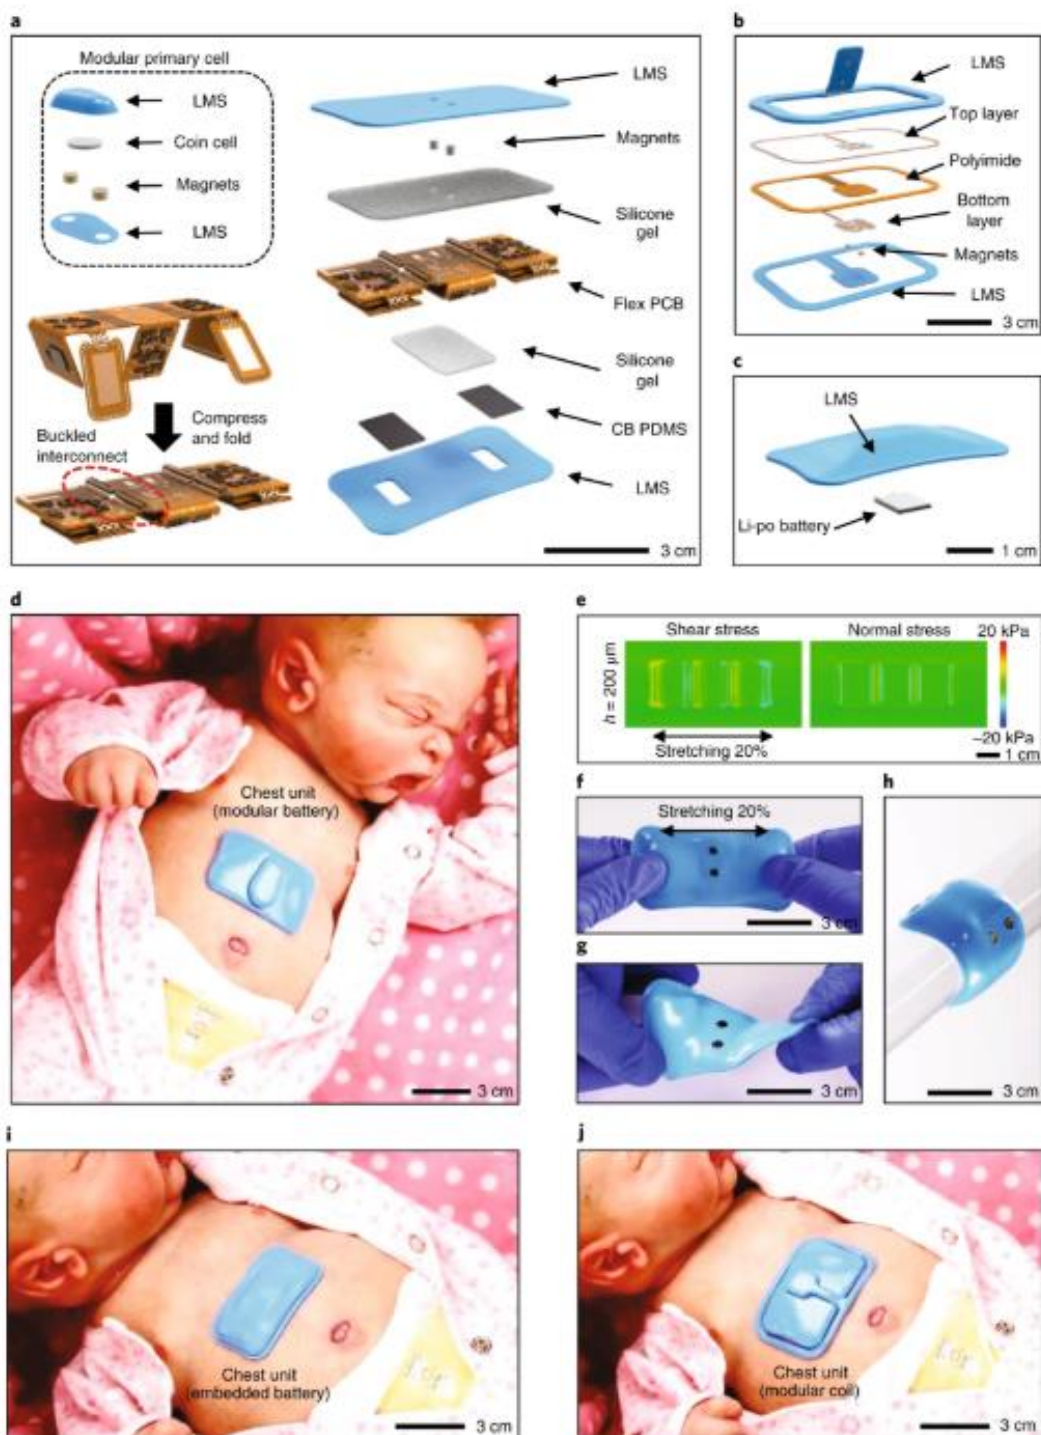 a
Modular primary cell
LMS
Coin cell
Magnets
LMS
Compress
and fold
Buckled
interconnect
LMS
Magnets
Silicone
gel
Flex PCB
Silicone
gel
CB PDMS
LMS
3 cm
b
LMS
Top layer
Polyimide
Bottom
layer
Magnets
LMS
3 cm
c
LMS
Li-po battery
1 cm
d
Chest unit
(modular battery)
3 cm
e
Shear stress
Normal stress
20 kPa
h = 200 µm
Stretching 20%
–20 kPa
1 cm
f
Stretching 20%
3 cm
g
3 cm
h
3 cm
i
Chest unit
(embedded battery)
3 cm
j
Chest unit
(modular coil)
3 cm